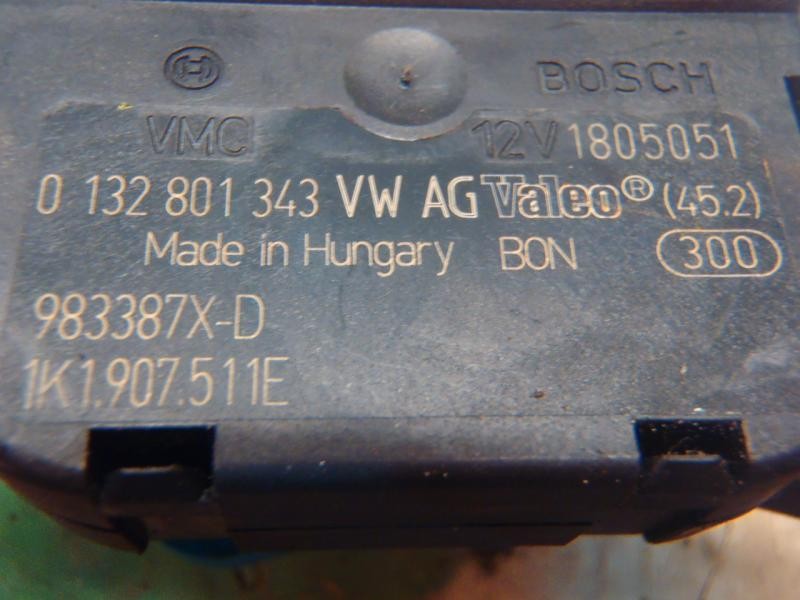 H BOSCH
VMC 12V 1805051
0 132 801 343 VW AG Valeo® (45.2)
Made in Hungary BON 300
983387X-D
1K1.907.511E